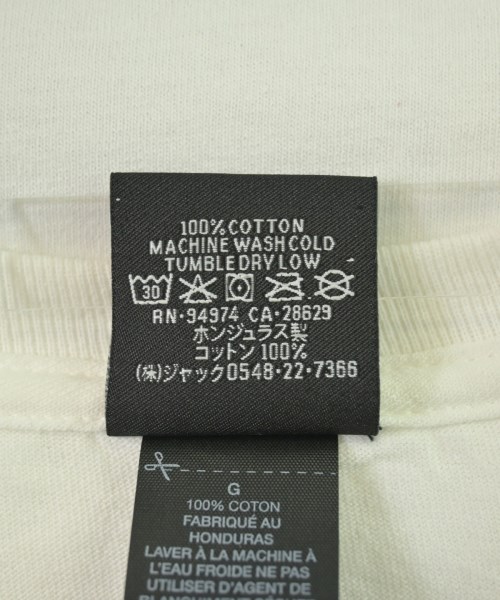 100% COTTON
MACHINE WASH COLD
TUMBLE DRY LOW
30
RN·94974 CA·28629
ホンジュラス製
コットン 100%
(株)ジャック0548·22·7366
G
100% COTON
FABRIQUÉ AU
HONDURAS
LAVER À LA MACHINE À
L'EAU FROIDE NE PAS
UTILISER D'AGENT DE